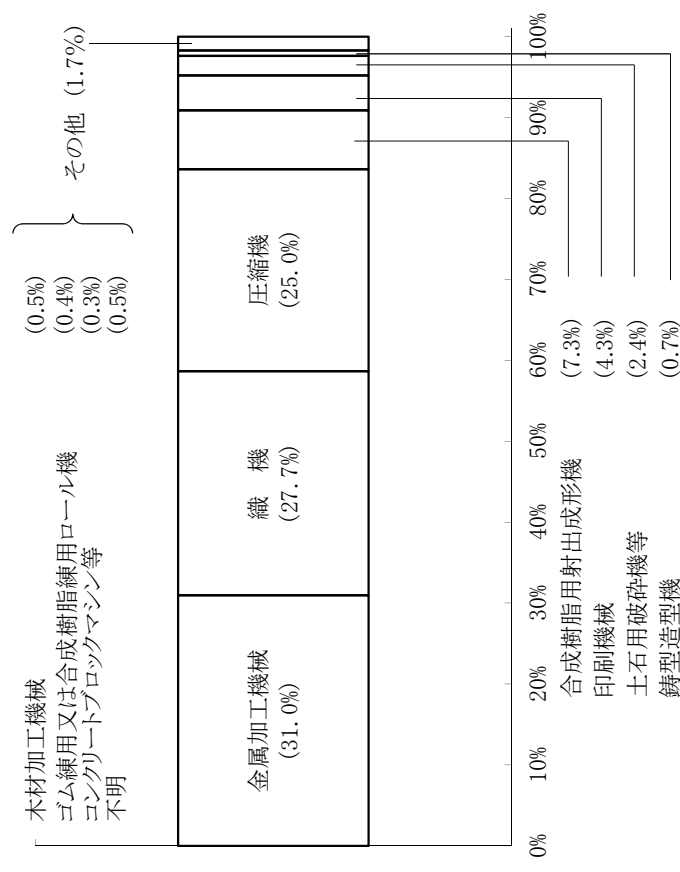 木材加工機械 (0.5%)
ゴム練用又は合成樹脂練用ロール機 (0.4%)
コンクリートブロックマシン等 (0.3%)
不明 (0.5%)
その他 (1.7%)
金属加工機械
(31.0%)
織　機
(27.7%)
圧縮機
(25.0%)
0% 10% 20% 30% 40% 50% 60% 70% 80% 90% 100%
合成樹脂用射出成形機 (7.3%)
印刷機械 (4.3%)
土石用破砕機等 (2.4%)
鋳型造型機 (0.7%)